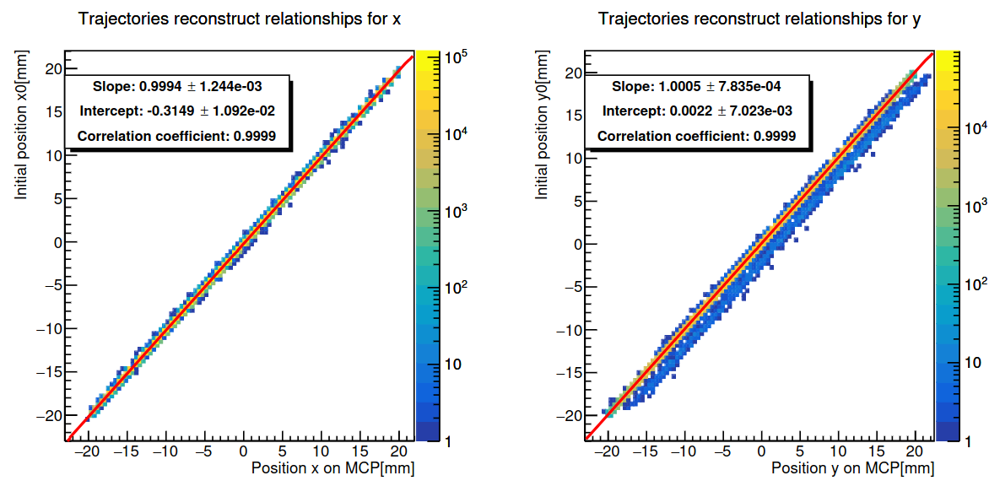 Trajectories reconstruct relationships for x
Initial position x0[mm]
20
15
10
5
0
−5
−10
−15
−20
Slope: 0.9994 ± 1.244e-03
Intercept: -0.3149 ± 1.092e-02
Correlation coefficient: 0.9999
−20 −15 −10 −5 0 5 10 15 20
Position x on MCP[mm]
10⁵
10⁴
10³
10²
10
1
Trajectories reconstruct relationships for y
Initial position y0[mm]
20
15
10
5
0
−5
−10
−15
−20
Slope: 1.0005 ± 7.835e-04
Intercept: 0.0022 ± 7.023e-03
Correlation coefficient: 0.9999
−20 −15 −10 −5 0 5 10 15 20
Position y on MCP[mm]
10⁴
10³
10²
10
1